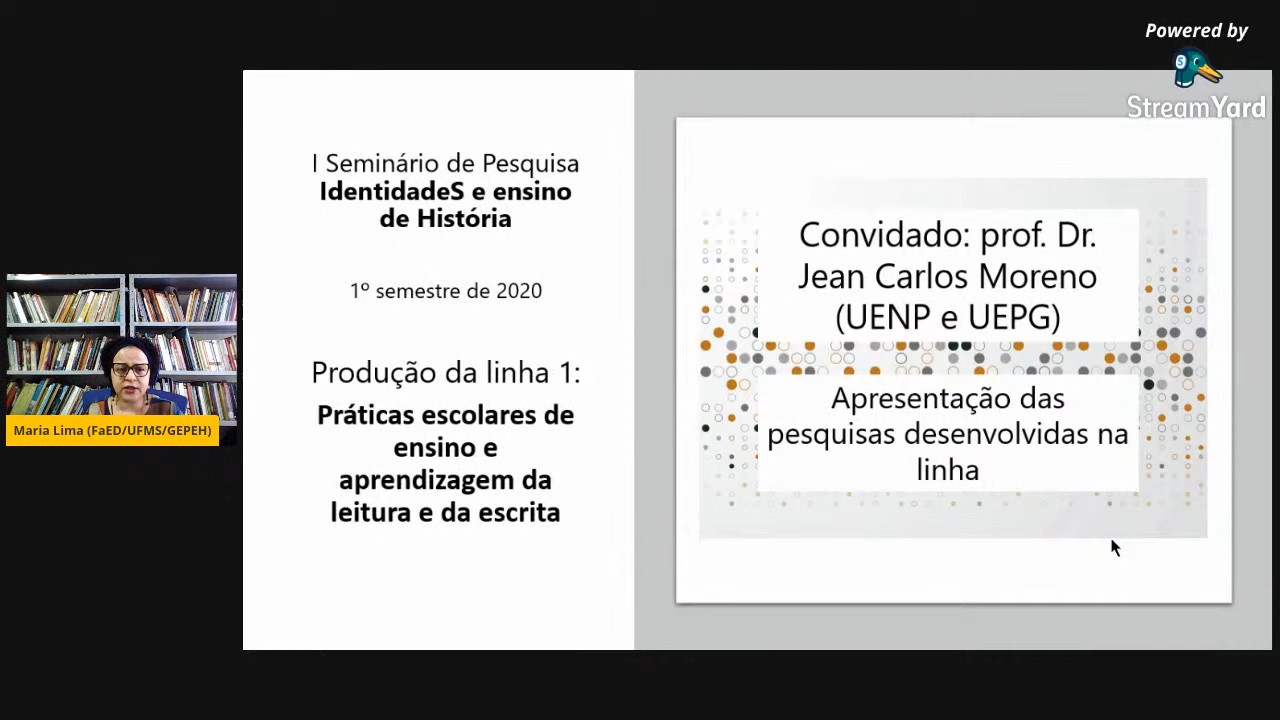 Powered by
StreamYard
I Seminário de Pesquisa
IdentidadeS e ensino
de História
1º semestre de 2020
Produção da linha 1:
Práticas escolares de
ensino e
aprendizagem da
leitura e da escrita
Convidado: prof. Dr.
Jean Carlos Moreno
(UENP e UEPG)
Apresentação das
pesquisas desenvolvidas na
linha
Maria Lima (FaED/UFMS/GEPEH)